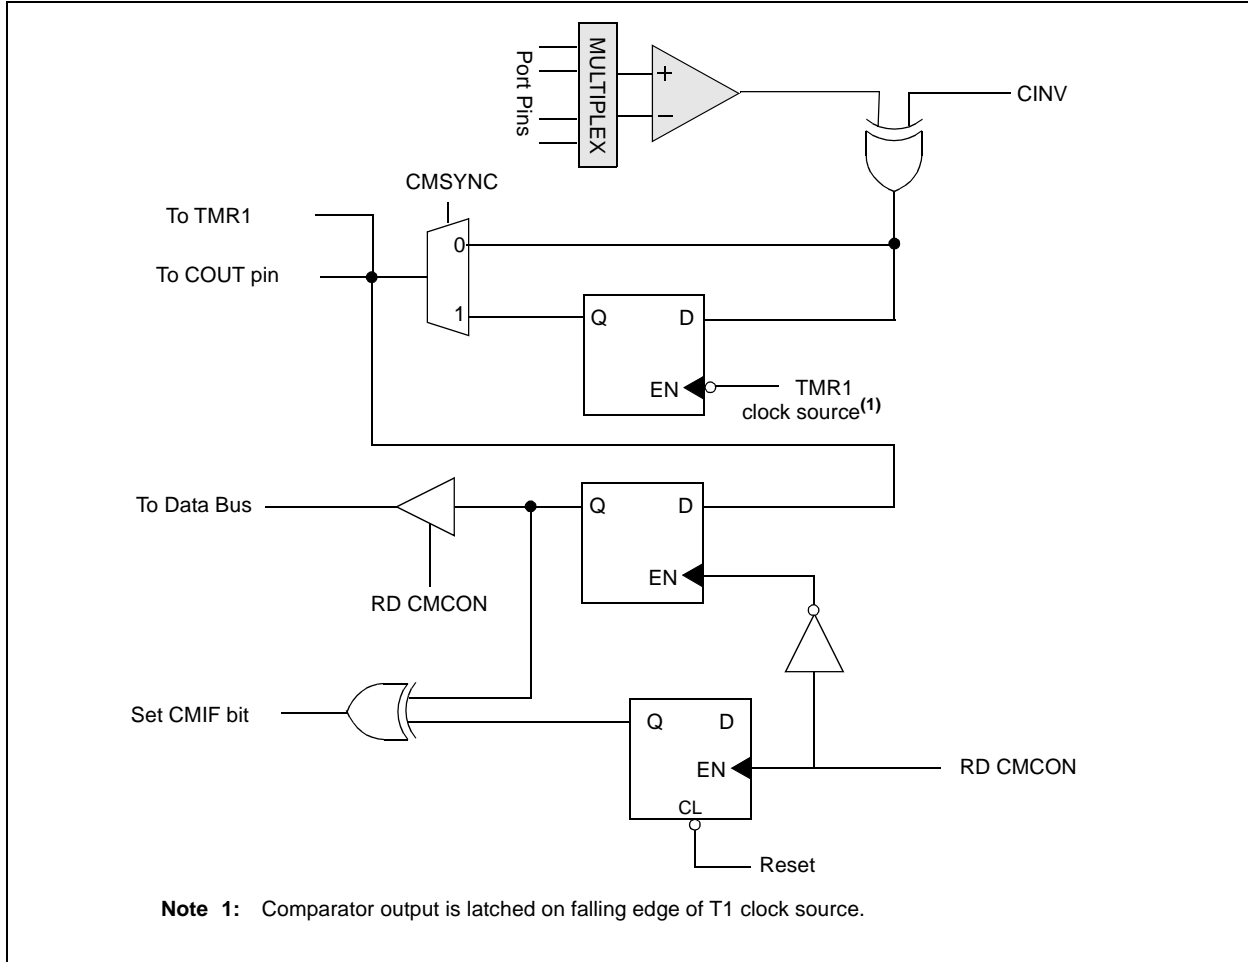 Port Pins
MULTIPLEX
+
−
CINV
CMSYNC
To TMR1
0
To COUT pin
1
Q D
EN
TMR1
clock source(1)
To Data Bus
Q D
EN
RD CMCON
Set CMIF bit
Q D
EN
RD CMCON
CL
Reset
Note 1: Comparator output is latched on falling edge of T1 clock source.